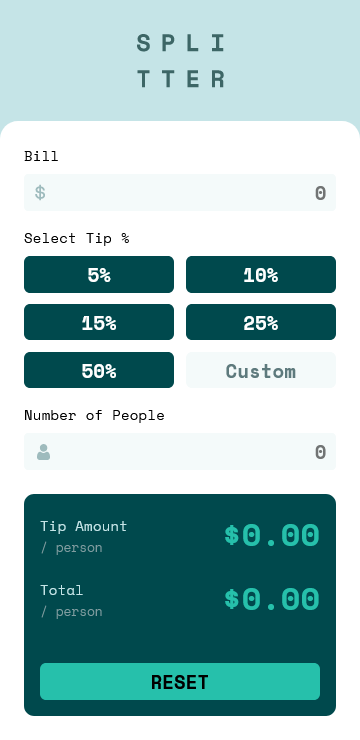 SPLI
TTER
Bill
$ 0
Select Tip %
5% 10%
15% 25%
50% Custom
Number of People
0
Tip Amount $0.00
/ person
Total $0.00
/ person
RESET